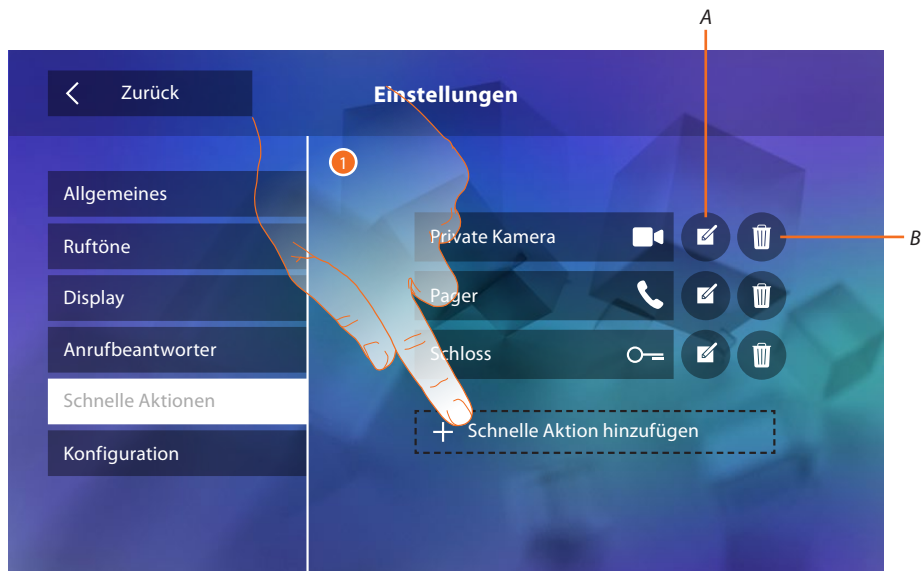 A
Zurück
Einstellungen
1
Allgemeines
Ruftöne
Display
Anrufbeantworter
Schnelle Aktionen
Konfiguration
Private Kamera
B
Pager
Schloss
Schnelle Aktion hinzufügen